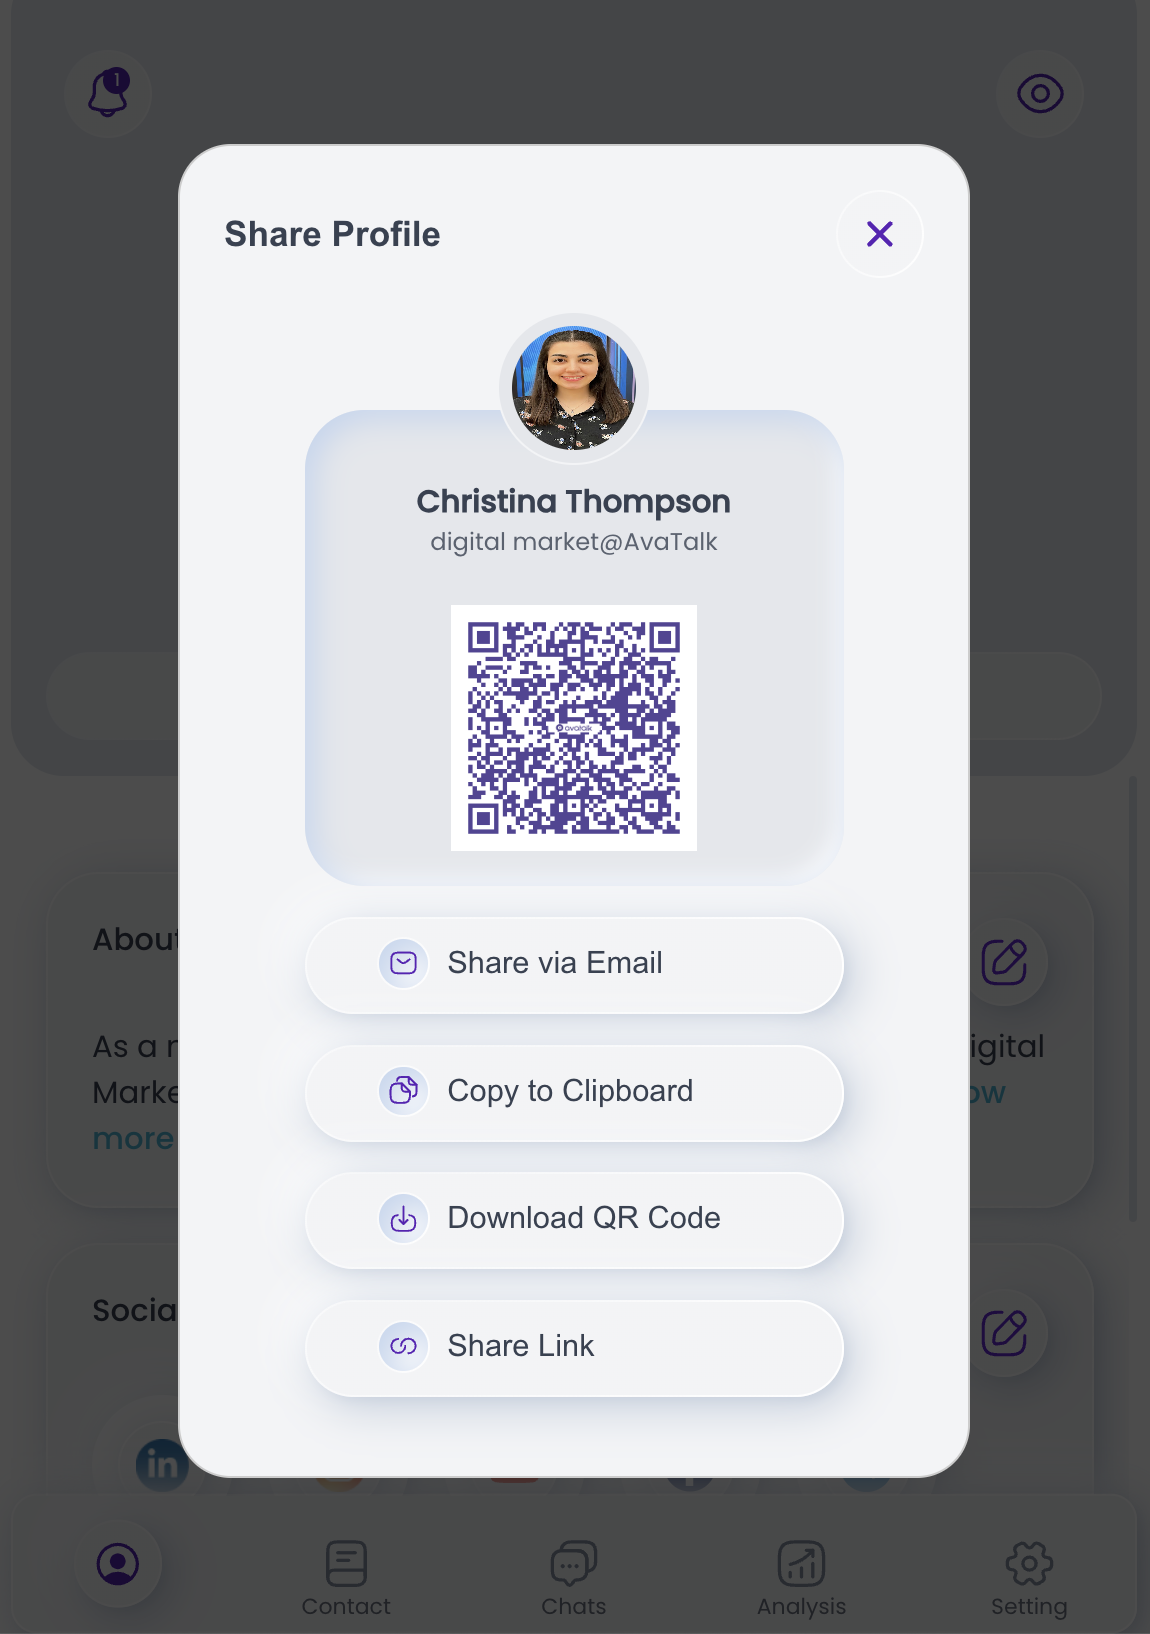 1
Share Profile
Christina Thompson
digital market@AvaTalk
avatalk
Share via Email
About
Copy to Clipboard
As a
igital
Marke
ow
more
Download QR Code
Socia
Share Link
in
Contact
Chats
Analysis
Setting